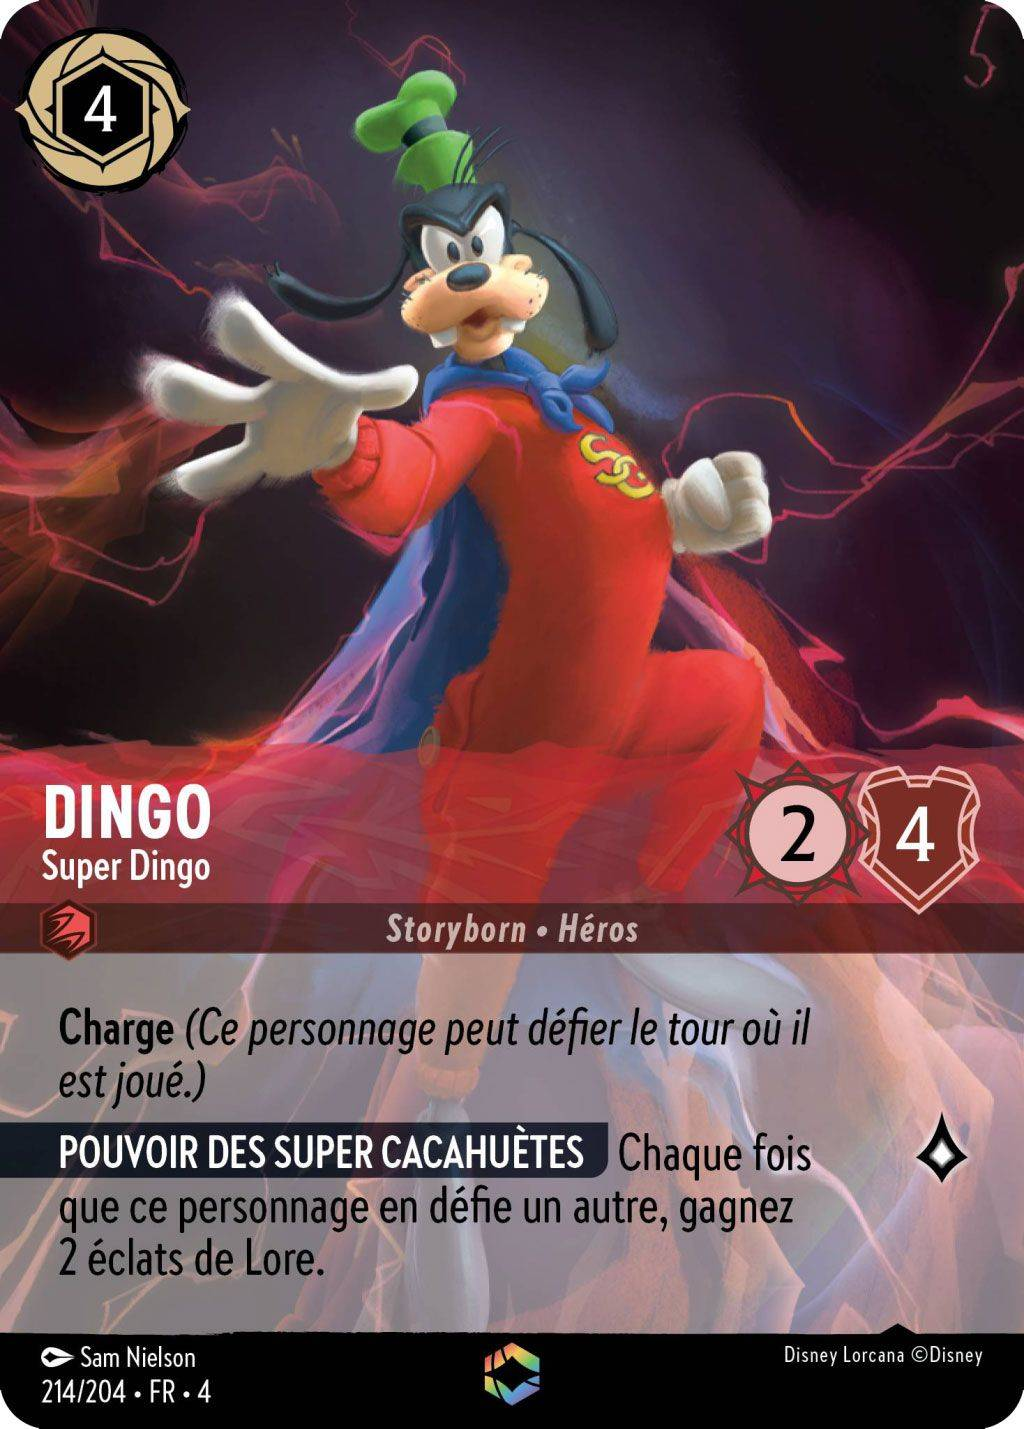 4
DINGO
Super Dingo
2
4
Storyborn • Héros
Charge (Ce personnage peut défier le tour où il
est joué.)
POUVOIR DES SUPER CACAHUÈTES Chaque fois
que ce personnage en défie un autre, gagnez
2 éclats de Lore.
Sam Nielson
Disney Lorcana ©Disney
214/204 • FR • 4